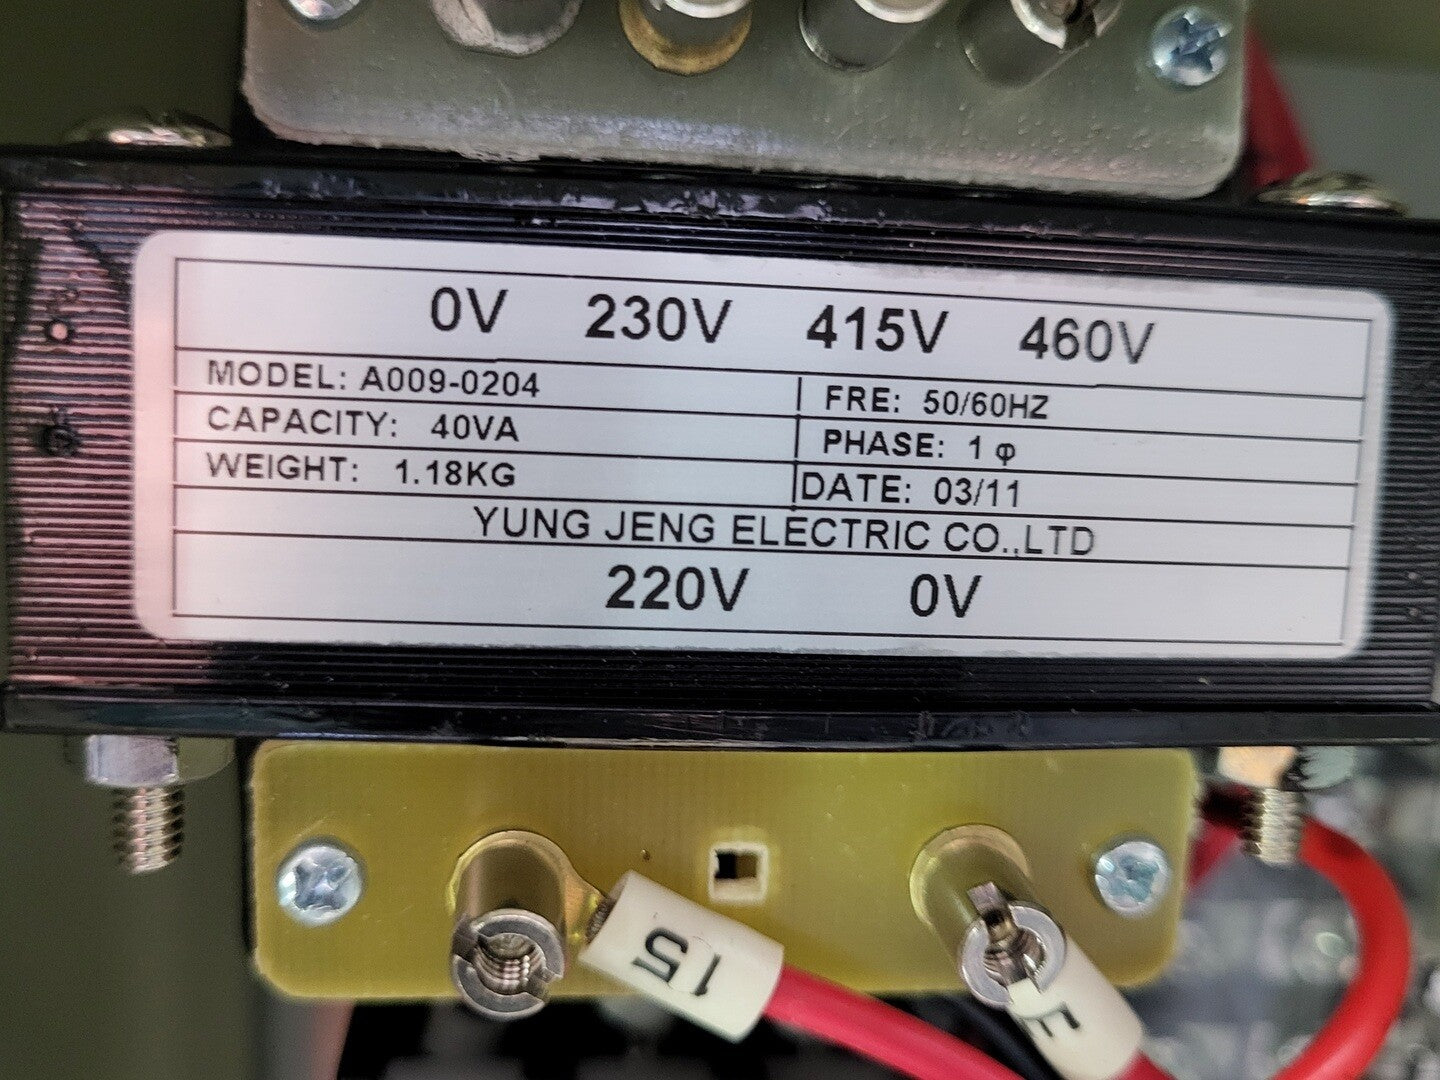 0V 230V 415V 460V
MODEL: A009-0204
FRE: 50/60HZ
CAPACITY: 40VA
PHASE: 1 φ
WEIGHT: 1.18KG
DATE: 03/11
YUNG JENG ELECTRIC CO.,LTD
220V 0V
15